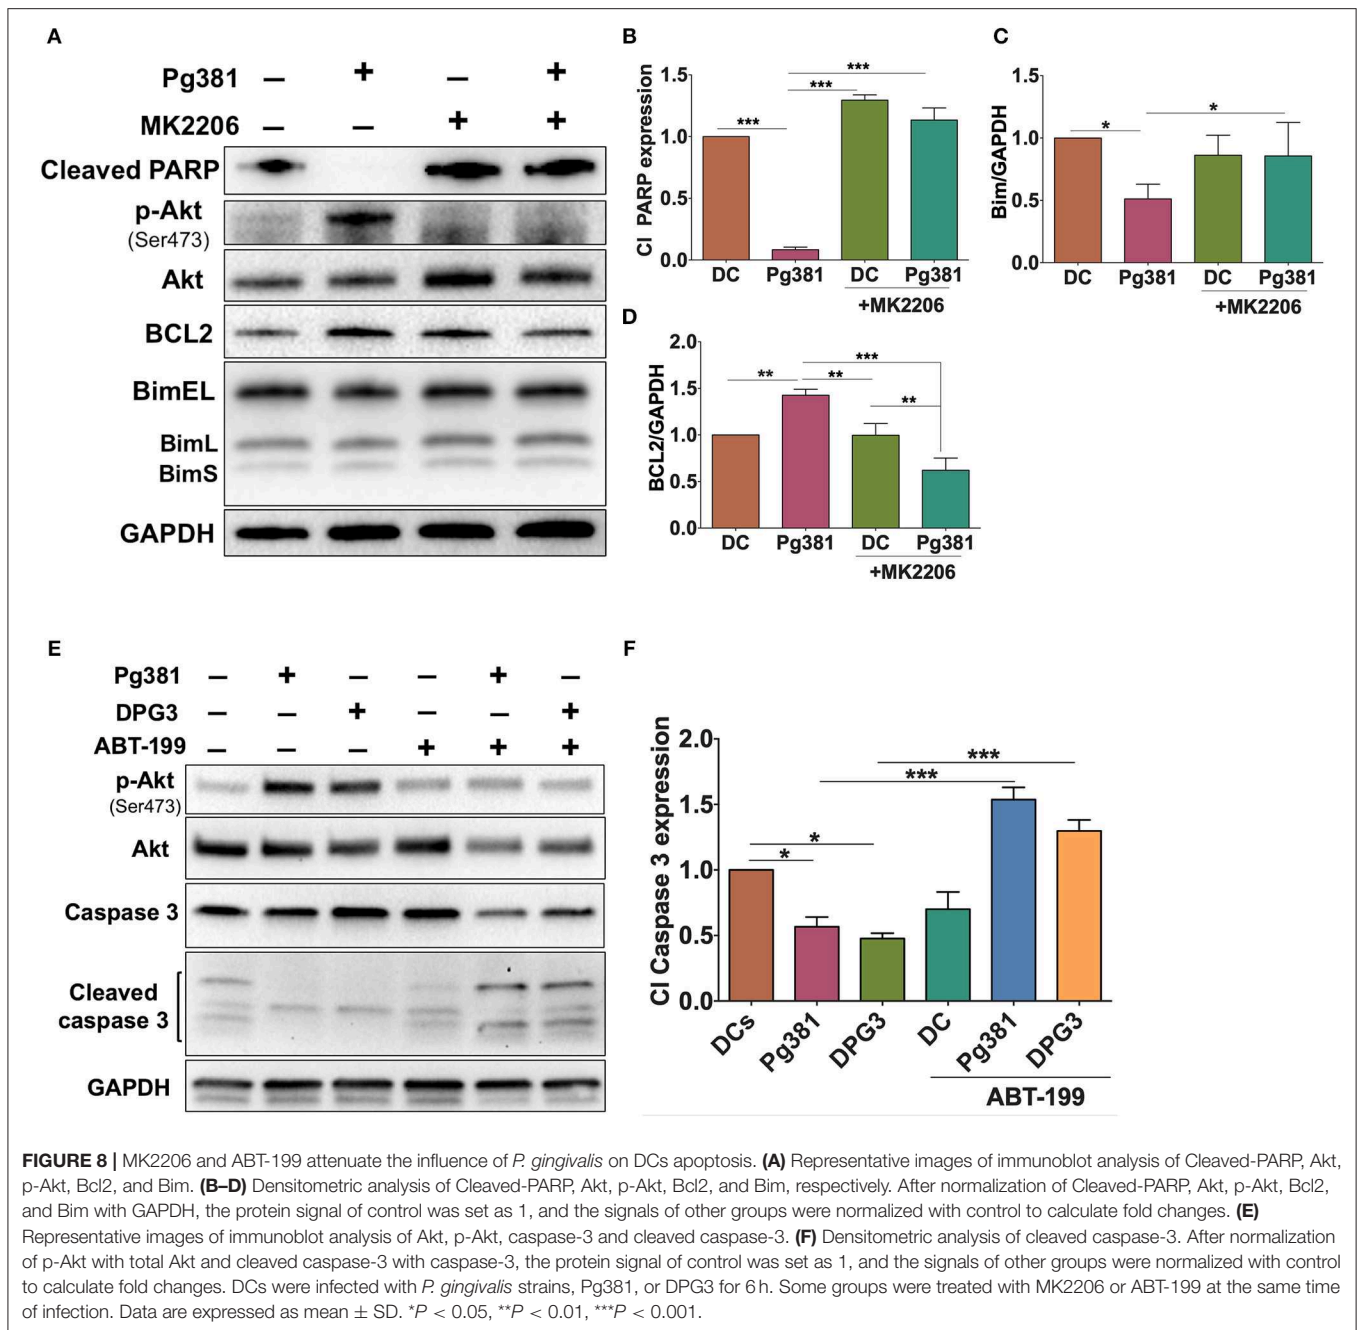 A
Pg381 – + – +
MK2206 – – + +
Cleaved PARP
p-Akt
(Ser473)
Akt
BCL2
BimEL
BimL
BimS
GAPDH
B
CI PARP expression
1.5
1.0
0.5
0.0
***
***
***
DC Pg381 DC Pg381
+MK2206
C
Bim/GAPDH
1.5
1.0
0.5
0.0
*
*
DC Pg381 DC Pg381
+MK2206
D
BCL2/GAPDH
2.0
1.5
1.0
0.5
0.0
***
** **
**
DC Pg381 DC Pg381
+MK2206
E
Pg381 – + – – + –
DPG3 – – + – – +
ABT-199 – – – + + +
p-Akt
(Ser473)
Akt
Caspase 3
Cleaved
caspase 3
GAPDH
F
CI Caspase 3 expression
2.0
1.5
1.0
0.5
0.0
***
***
*
*
DCs Pg381 DPG3 DC Pg381 DPG3
ABT-199
FIGURE 8 | MK2206 and ABT-199 attenuate the influence of P. gingivalis on DCs apoptosis. (A) Representative images of immunoblot analysis of Cleaved-PARP, Akt,
p-Akt, Bcl2, and Bim. (B–D) Densitometric analysis of Cleaved-PARP, Akt, p-Akt, Bcl2, and Bim, respectively. After normalization of Cleaved-PARP, Akt, p-Akt, Bcl2,
and Bim with GAPDH, the protein signal of control was set as 1, and the signals of other groups were normalized with control to calculate fold changes. (E)
Representative images of immunoblot analysis of Akt, p-Akt, caspase-3 and cleaved caspase-3. (F) Densitometric analysis of cleaved caspase-3. After normalization
of p-Akt with total Akt and cleaved caspase-3 with caspase-3, the protein signal of control was set as 1, and the signals of other groups were normalized with control
to calculate fold changes. DCs were infected with P. gingivalis strains, Pg381, or DPG3 for 6 h. Some groups were treated with MK2206 or ABT-199 at the same time
of infection. Data are expressed as mean ± SD. *P < 0.05, **P < 0.01, ***P < 0.001.